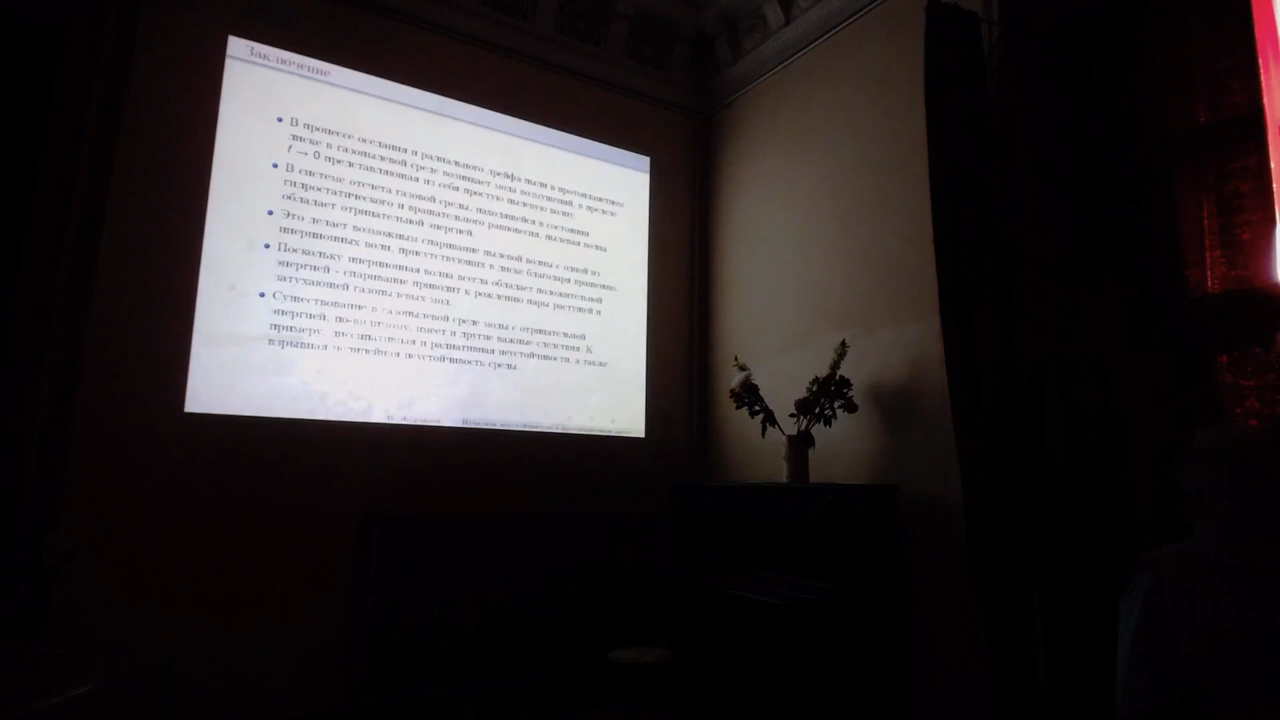 Заключение
В процессе оседания и радиального дрейфа пыли в протопланетном
диске в газопылевой среде возникает мода возмущений, в пределе
f → 0 представляющая из себя простую пылевую волну.
В системе отсчета газовой среды, находящейся в состоянии
гидростатического и вращательного равновесия, пылевая волна
обладает отрицательной энергией.
Это делает возможным спаривание пылевой волны с одной из
инерционных волн, присутствующих в диске благодаря вращению.
Поскольку инерционная волна всегда обладает положительной
энергией - спаривание приводит к рождению пары растущей и
затухающей газопылевых мод.
Существование в газопылевой среде моды с отрицательной
энергией, по-видимому, имеет и другие важные следствия. К
примеру, диссипативная и радиативная неустойчивости, а также
взрывная нелинейная неустойчивость среды.